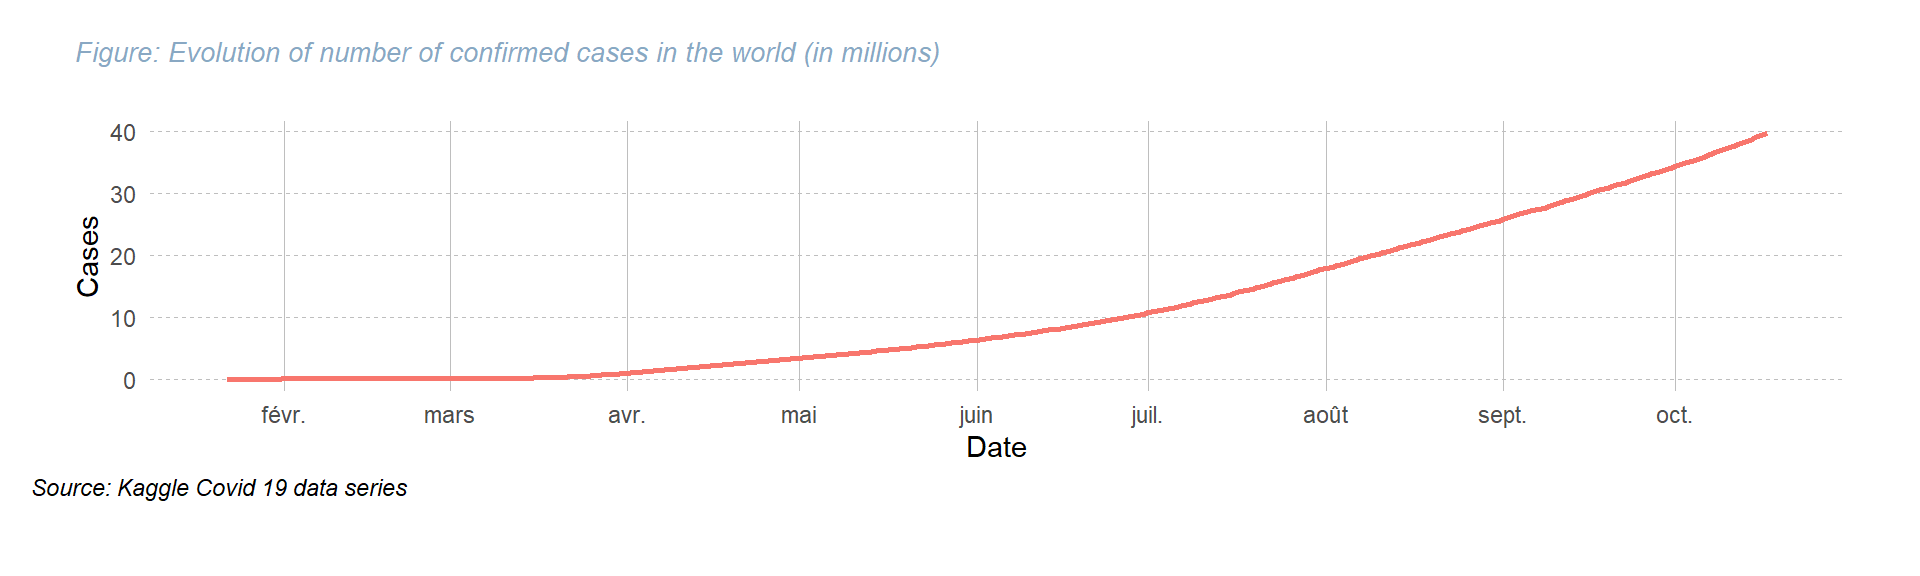 Figure: Evolution of number of confirmed cases in the world (in millions)
40
30
20
10
0
Cases
févr. mars avr. mai juin juil. août sept. oct.
Date
Source: Kaggle Covid 19 data series